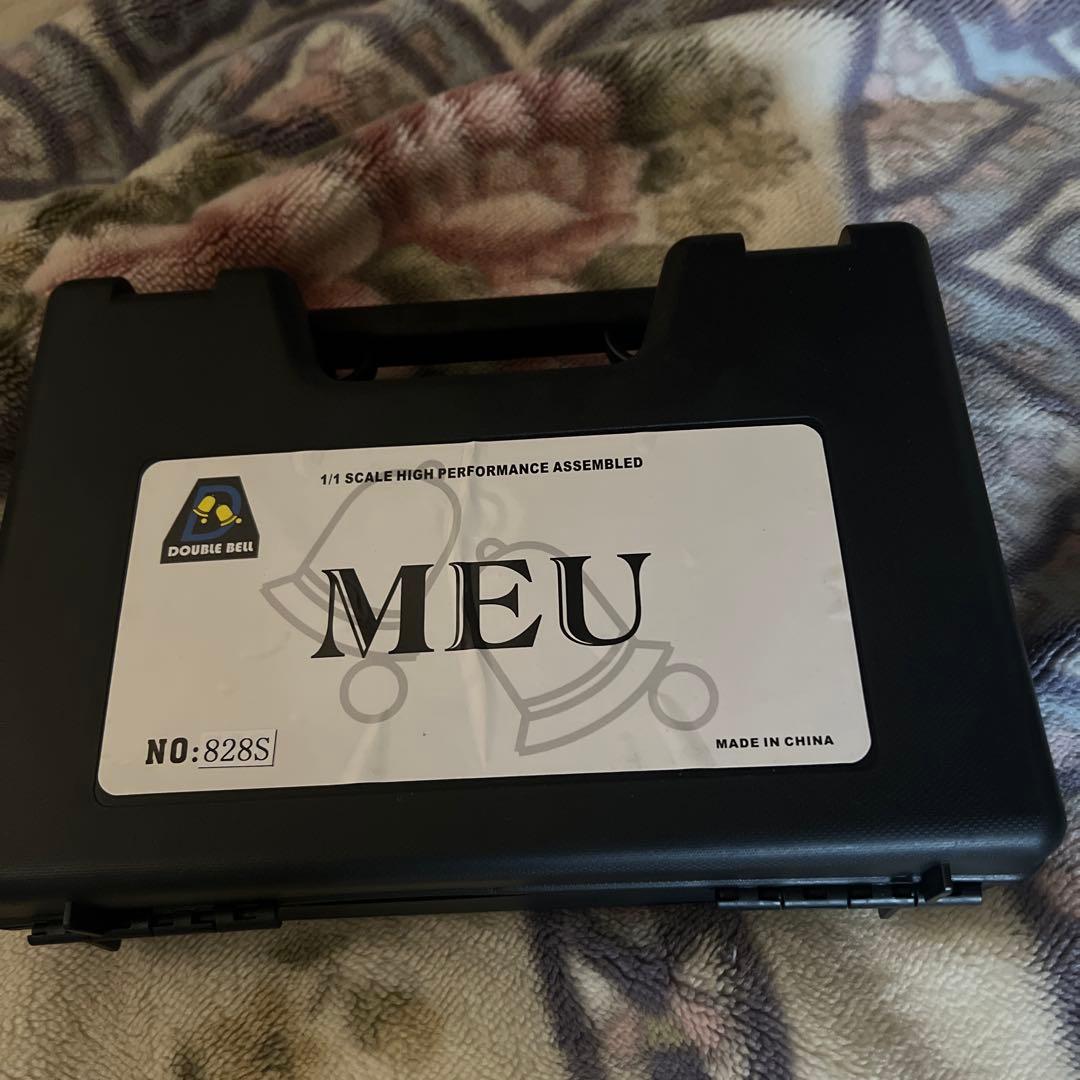 1/1 SCALE HIGH PERFORMANCE ASSEMBLED
DOUBLE BELL
MEU
NO:828S
MADE IN CHINA